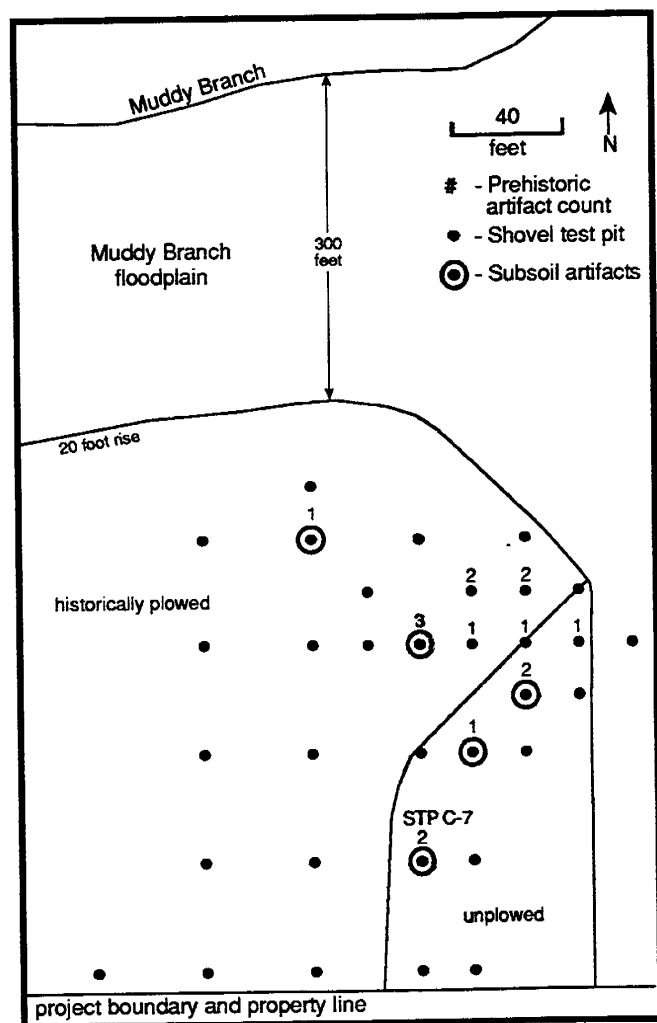 Muddy Branch
40
feet
N
# - Prehistoric
artifact count
- Shovel test pit
- Subsoil artifacts
300
feet
Muddy Branch
floodplain
20 foot rise
1
2 2
historically plowed
3 1 1 1
2
1
STP C-7
2
unplowed
project boundary and property line